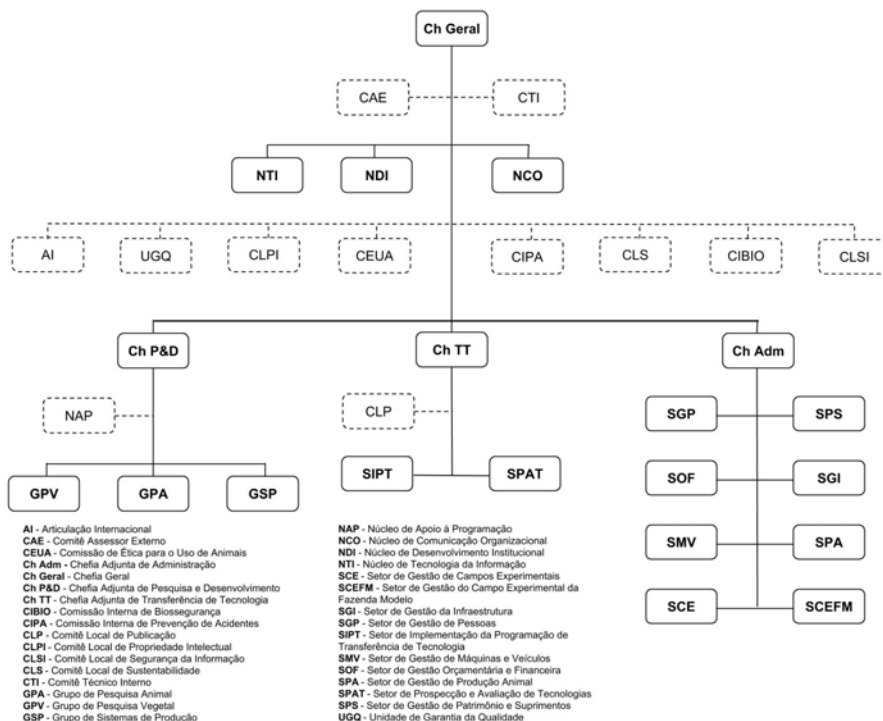 Ch Geral
CAE
CTI
NTI
NDI
NCO
AI
UGQ
CLPI
CEUA
CIPA
CLS
CIBIO
CLSI
Ch P&D
Ch TT
Ch Adm
NAP
CLP
SGP
SPS
SIPT
SPAT
SOF
SGI
GPV
GPA
GSP
SMV
SPA
SCE
SCEFM
AI - Articulação Internacional
CAE - Comitê Assessor Externo
CEUA - Comissão de Ética para o Uso de Animais
Ch Adm - Chefia Adjunta de Administração
Ch Geral - Chefia Geral
Ch P&D - Chefia Adjunta de Pesquisa e Desenvolvimento
Ch TT - Chefia Adjunta de Transferência de Tecnologia
CIBIO - Comissão Interna de Biossegurança
CIPA - Comissão Interna de Prevenção de Acidentes
CLP - Comitê Local de Publicação
CLPI - Comitê Local de Propriedade Intelectual
CLSI - Comitê Local de Segurança da Informação
CLS - Comitê Local de Sustentabilidade
CTI - Comitê Técnico Interno
GPA - Grupo de Pesquisa Animal
GPV - Grupo de Pesquisa Vegetal
GSP - Grupo de Sistemas de Produção
NAP - Núcleo de Apoio à Programação
NCO - Núcleo de Comunicação Organizacional
NDI - Núcleo de Desenvolvimento Institucional
NTI - Núcleo de Tecnologia da Informação
SCE - Setor de Gestão de Campos Experimentais
SCEFM - Setor de Gestão do Campo Experimental da
Fazenda Modelo
SGI - Setor de Gestão da Infraestrutura
SGP - Setor de Gestão de Pessoas
SIPT - Setor de Implementação da Programação de
Transferência de Tecnologia
SMV - Setor de Gestão de Máquinas e Veículos
SOF - Setor de Gestão Orçamentária e Financeira
SPA - Setor de Gestão de Produção Animal
SPAT - Setor de Prospecção e Avaliação de Tecnologias
SPS - Setor de Gestão de Patrimônio e Suprimentos
UGQ - Unidade de Garantia da Qualidade